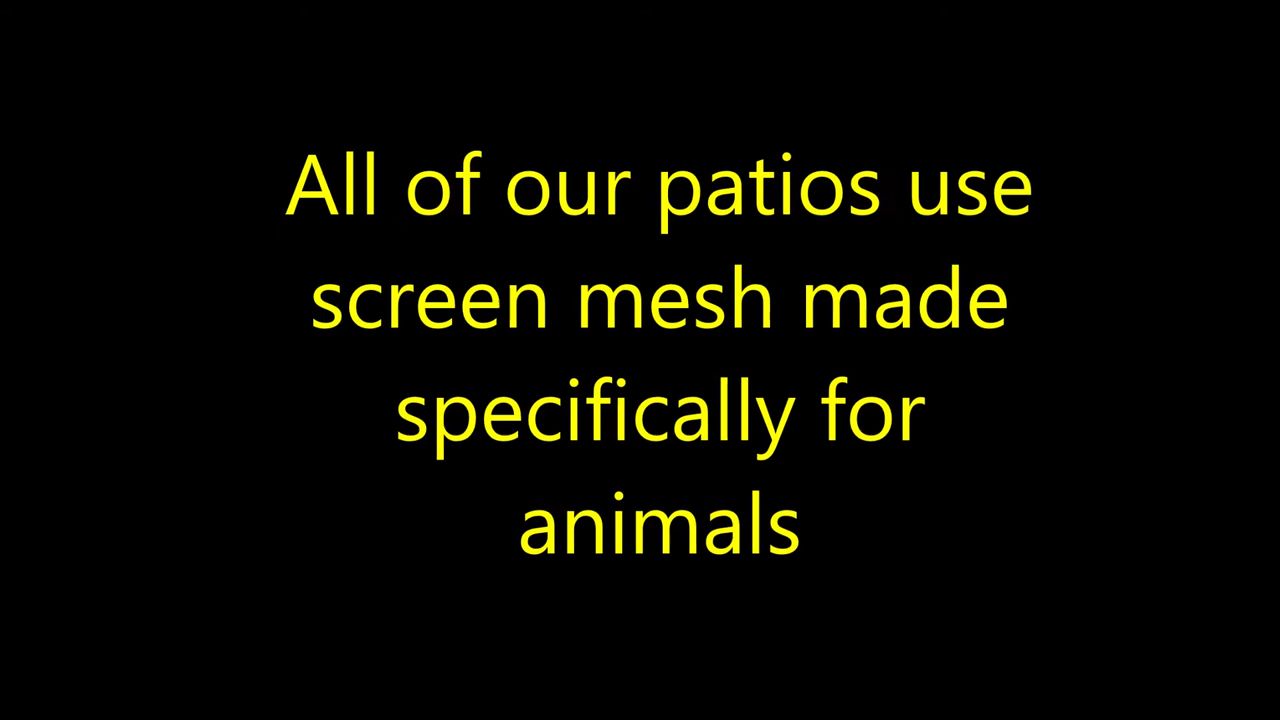 All of our patios use
screen mesh made
specifically for
animals